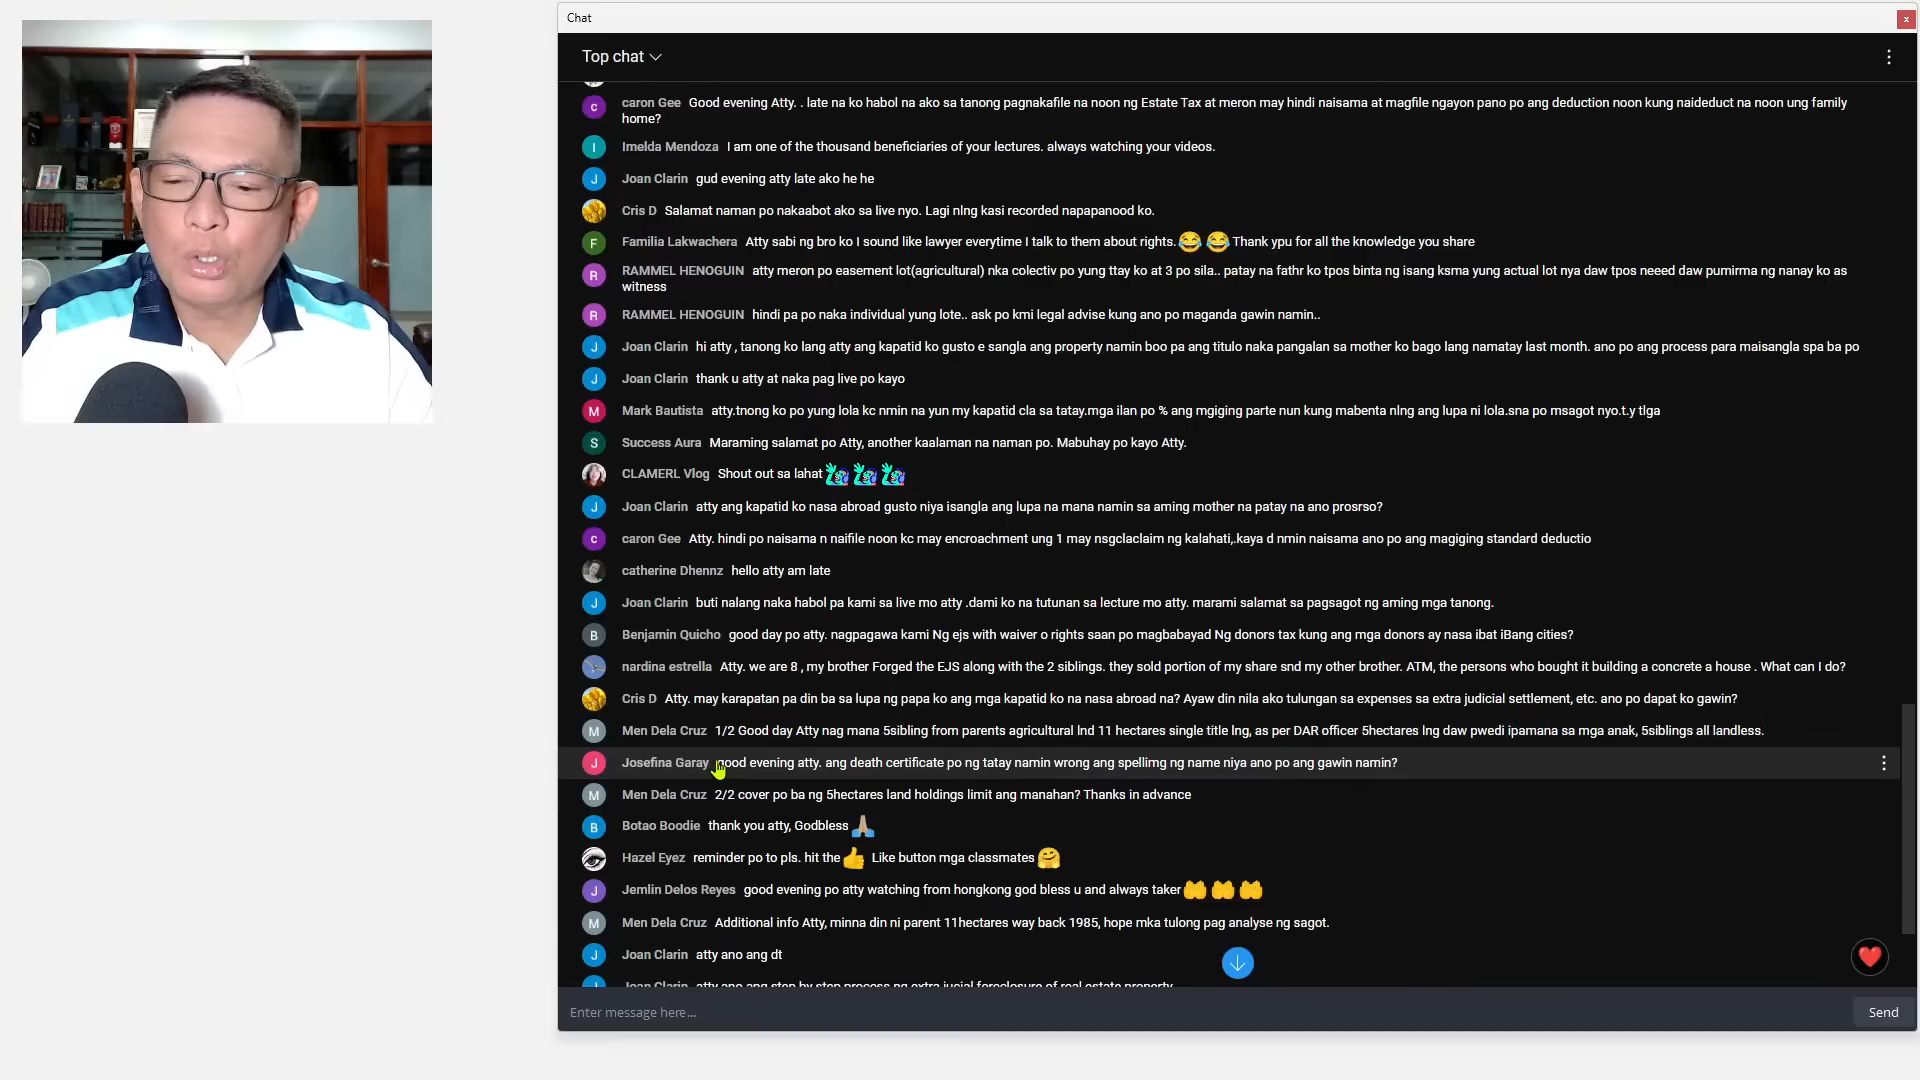 Chat
x
Top chat
caron Gee Good evening Atty. . late na ko habol na ako sa tanong pagnakafile na noon ng Estate Tax at meron may hindi naisama at magfile ngayon pano po ang deduction noon kung naideduct na noon ung family
home?
Imelda Mendoza I am one of the thousand beneficiaries of your lectures. always watching your videos.
Joan Clarin gud evening atty late ako he he
Cris D Salamat naman po nakaabot ako sa live nyo. Lagi nlng kasi recorded napapanood ko.
Familia Lakwachera Atty sabi ng bro ko I sound like lawyer everytime I talk to them about rights.😂 😂 Thank ypu for all the knowledge you share
RAMMEL HENOGUIN atty meron po easement lot(agricultural) nka colectiv po yung ttay ko at 3 po sila.. patay na fathr ko tpos binta ng isang ksma yung actual lot nya daw tpos neeed daw pumirma ng nanay ko as
witness
RAMMEL HENOGUIN hindi pa po naka individual yung lote.. ask po kmi legal advise kung ano po maganda gawin namin..
Joan Clarin hi atty , tanong ko lang atty ang kapatid ko gusto e sangla ang property namin boo pa ang titulo naka pangalan sa mother ko bago lang namatay last month. ano po ang process para maisangla spa ba po
Joan Clarin thank u atty at naka pag live po kayo
Mark Bautista atty.tnong ko po yung lola kc nmin na yun my kapatid cla sa tatay.mga ilan po % ang mgiging parte nun kung mabenta nlng ang lupa ni lola.sna po msagot nyo.t.y tlga
Success Aura Maraming salamat po Atty, another kaalaman na naman po. Mabuhay po kayo Atty.
CLAMERL Vlog Shout out sa lahat
Joan Clarin atty ang kapatid ko nasa abroad gusto niya isangla ang lupa na mana namin sa aming mother na patay na ano prosrso?
caron Gee Atty. hindi po naisama n naifile noon kc may encroachment ung 1 may nsgclaclaim ng kalahati,.kaya d nmin naisama ano po ang magiging standard deductio
catherine Dhennz hello atty am late
Joan Clarin buti nalang naka habol pa kami sa live mo atty .dami ko na tutunan sa lecture mo atty. marami salamat sa pagsagot ng aming mga tanong.
Benjamin Quicho good day po atty. nagpagawa kami Ng ejs with waiver o rights saan po magbabayad Ng donors tax kung ang mga donors ay nasa ibat iBang cities?
nardina estrella Atty. we are 8 , my brother Forged the EJS along with the 2 siblings. they sold portion of my share snd my other brother. ATM, the persons who bought it building a concrete a house . What can I do?
Cris D Atty. may karapatan pa din ba sa lupa ng papa ko ang mga kapatid ko na nasa abroad na? Ayaw din nila ako tulungan sa expenses sa extra judicial settlement, etc. ano po dapat ko gawin?
Men Dela Cruz 1/2 Good day Atty nag mana 5sibling from parents agricultural lnd 11 hectares single title lng, as per DAR officer 5hectares lng daw pwedi ipamana sa mga anak, 5siblings all landless.
Josefina Garay good evening atty. ang death certificate po ng tatay namin wrong ang spellimg ng name niya ano po ang gawin namin?
Men Dela Cruz 2/2 cover po ba ng 5hectares land holdings limit ang manahan? Thanks in advance
Botao Boodie thank you atty, Godbless 🙏
Hazel Eyez reminder po to pls. hit the 👍 Like button mga classmates 🤗
Jemlin Delos Reyes good evening po atty watching from hongkong god bless u and always taker 🤲 🤲 🤲
Men Dela Cruz Additional info Atty, minna din ni parent 11hectares way back 1985, hope mka tulong pag analyse ng sagot.
Joan Clarin atty ano ang dt
Joan Clarin atty ano ang step by step process ng extra jucial foreclosure of real estate property
Enter message here...
Send